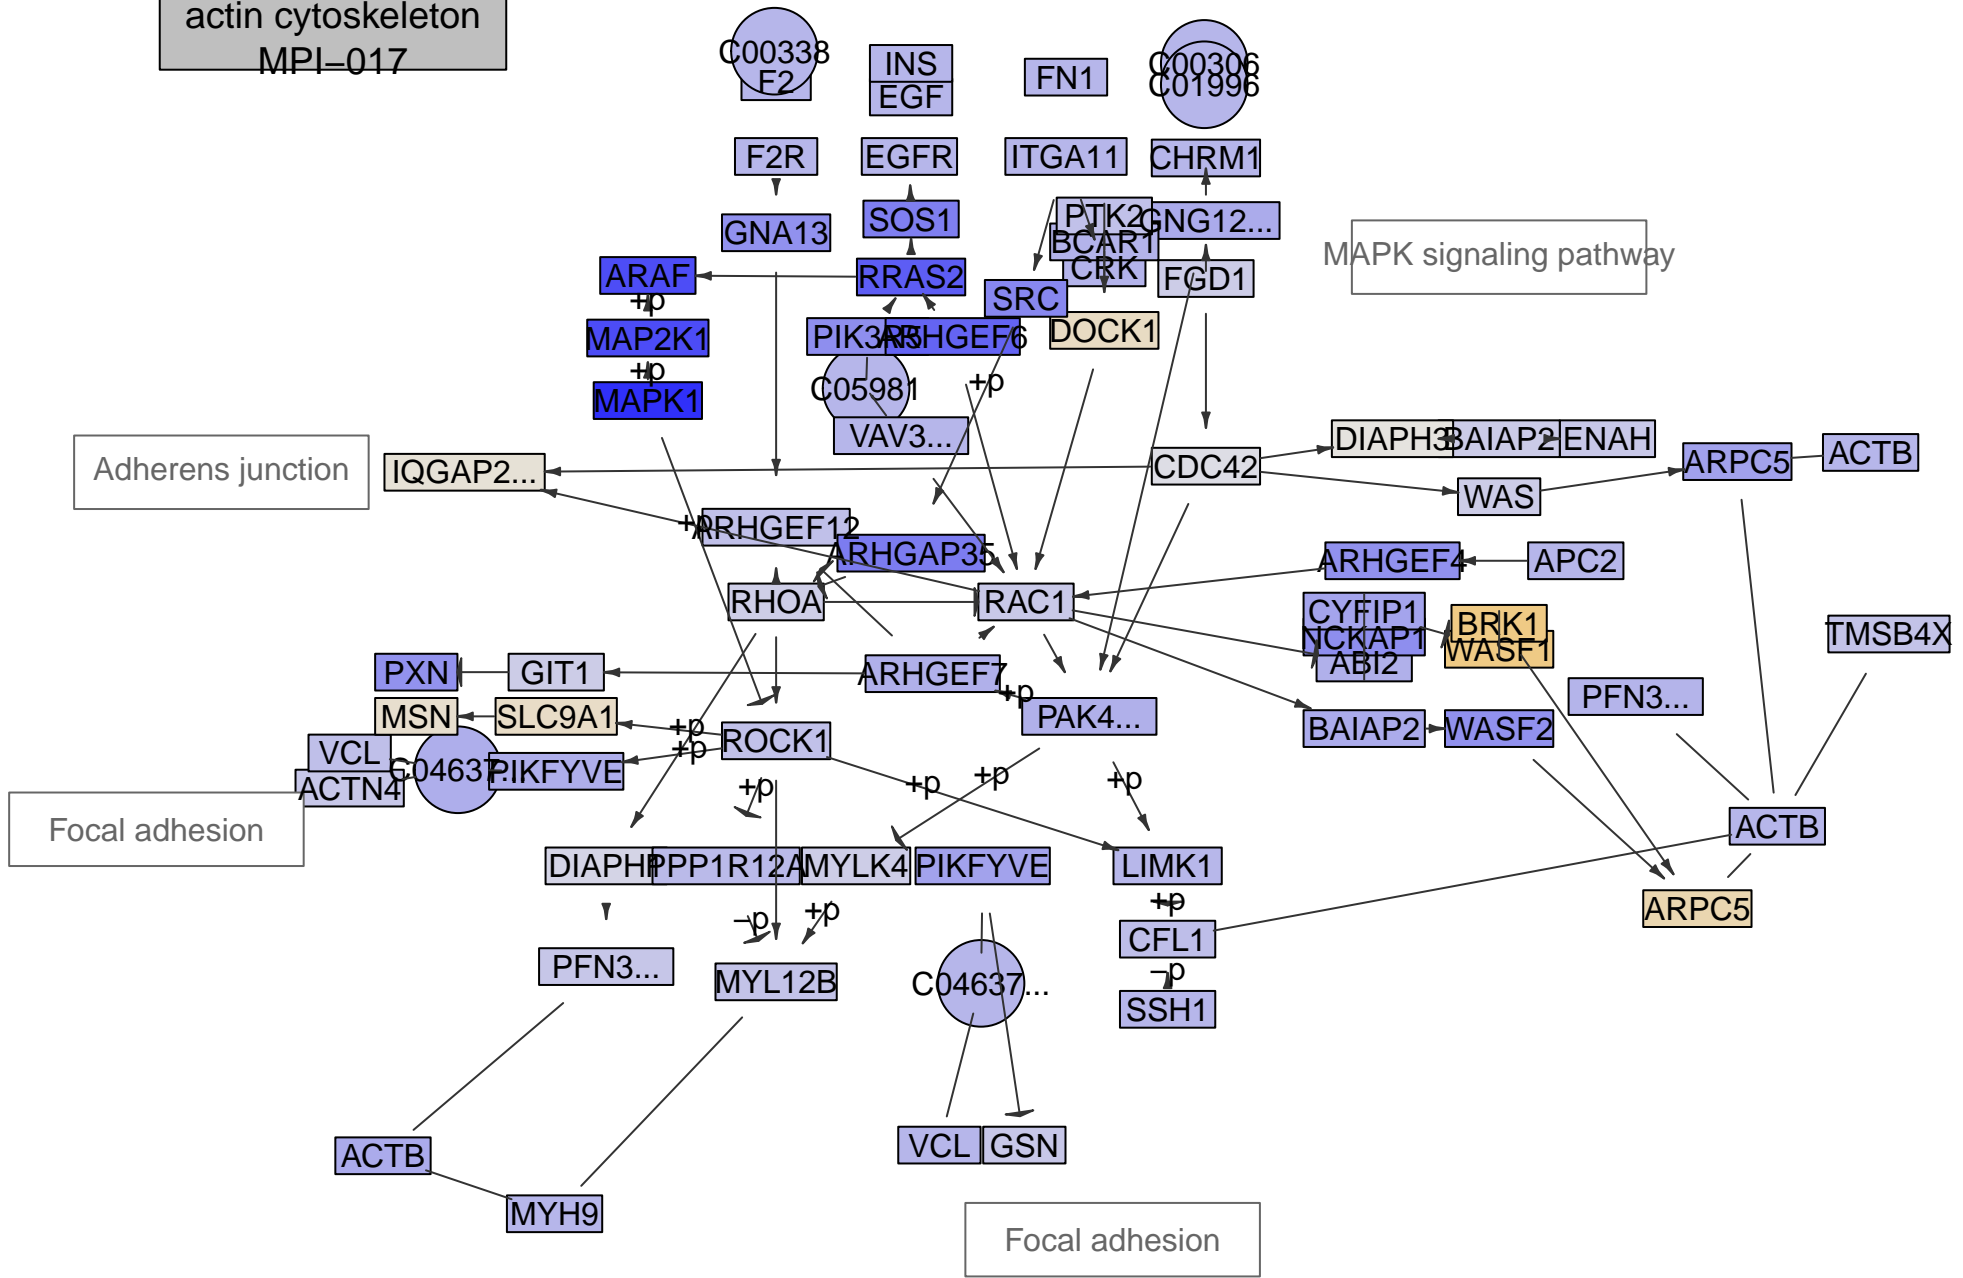 actin cytoskeleton
MPI−017
C00338
F2
INS
EGF
FN1
C00306
C01996
F2R
EGFR
ITGA11
CHRM1
GNA13
SOS1
PTK2
BCAR1
CRK
GNG12...
MAPK signaling pathway
ARAF
RRAS2
SRC
FGD1
+p
MAP2K1
PIK3R5
ARHGEF6
DOCK1
+p
MAPK1
C05981
+p
VAV3...
Adherens junction
IQGAP2...
CDC42
DIAPH3
BAIAP2
ENAH
ARPC5
ACTB
WAS
+p
ARHGEF12
ARHGAP35
ARHGEF4
APC2
RHOA
RAC1
CYFIP1
NCKAP1
ABI2
BRK1
WASF1
TMSB4X
PXN
GIT1
ARHGEF7
+p
PFN3...
MSN
SLC9A1
+p
ROCK1
PAK4...
BAIAP2
WASF2
VCL
ACTN4
C04637...
PIKFYVE
+p
+p
+p
+p
+p
Focal adhesion
ACTB
PPP1R12A
MYLK4
PIKFYVE
LIMK1
−p
+p
+p
ARPC5
CFL1
PFN3...
MYL12B
C04637...
−p
SSH1
ACTB
VCL
GSN
MYH9
Focal adhesion